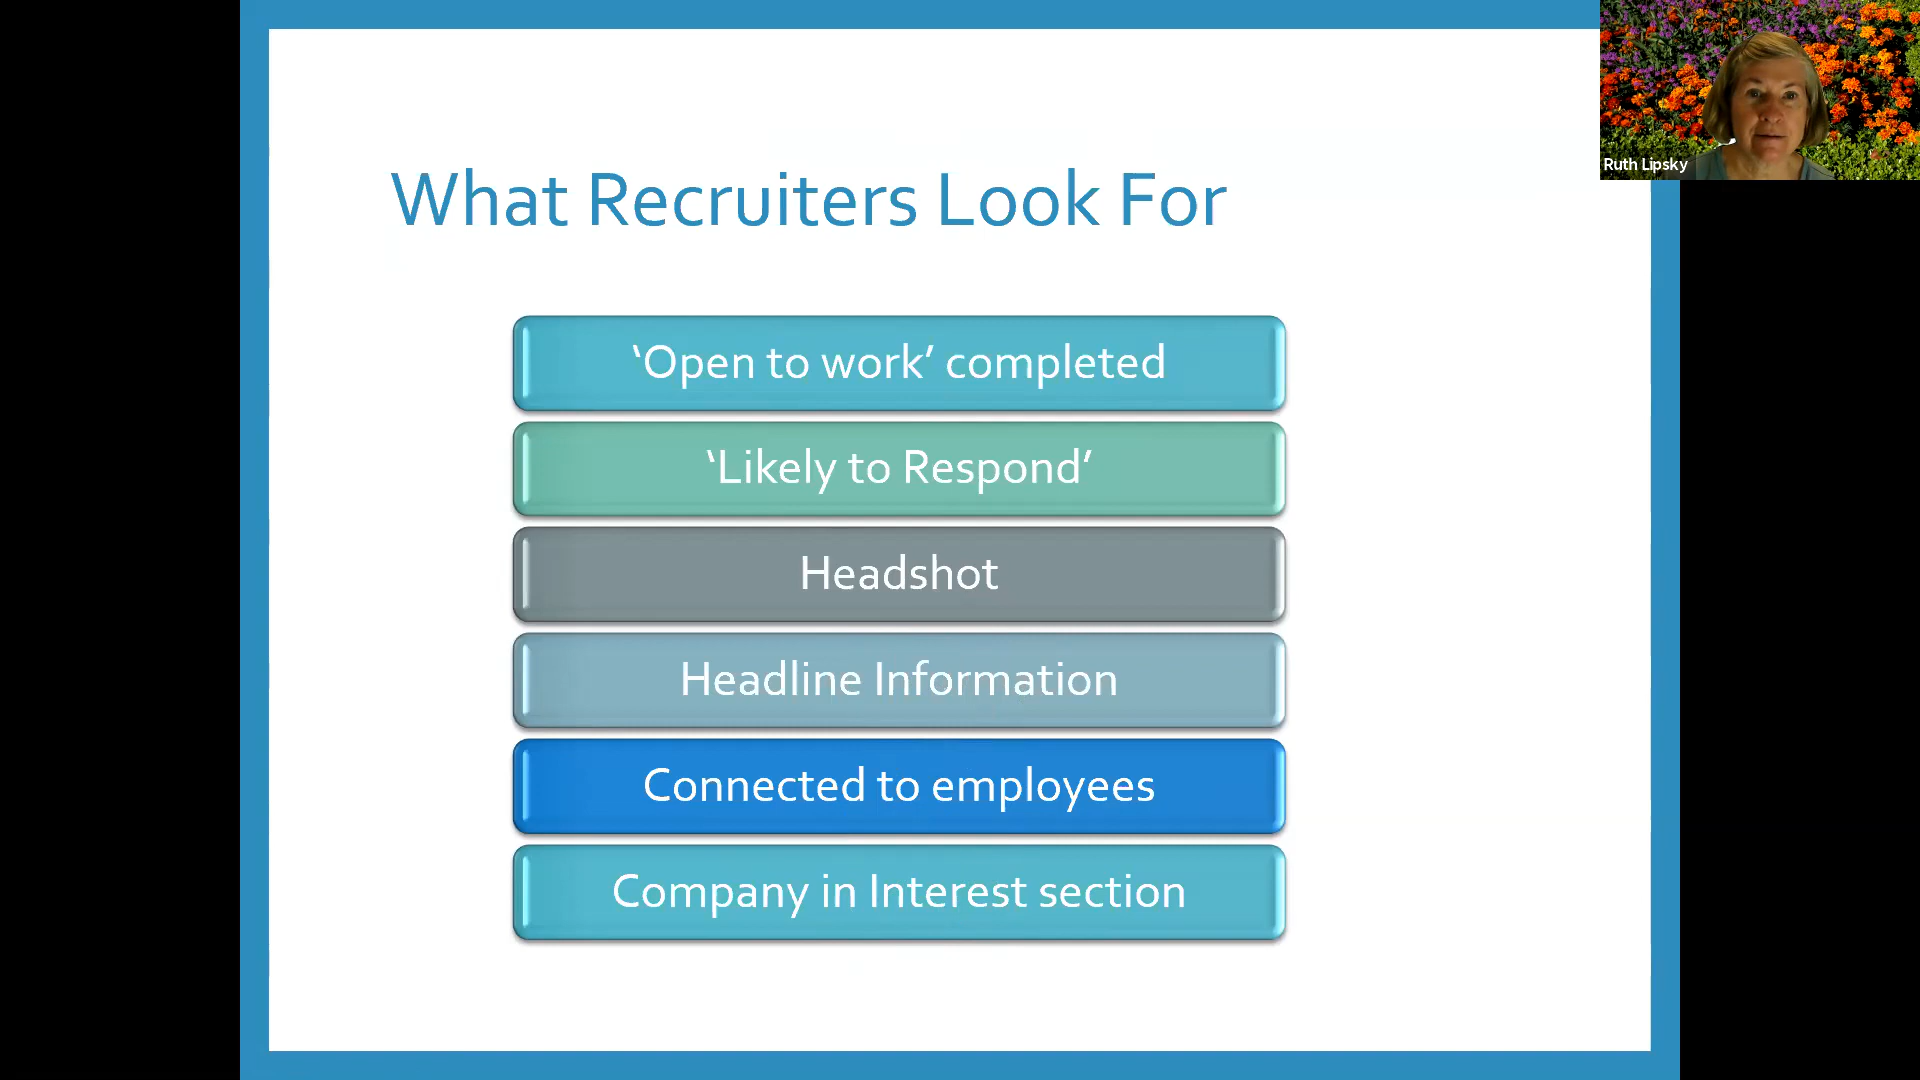 What Recruiters Look For
‘Open to work’ completed
‘Likely to Respond’
Headshot
Headline Information
Connected to employees
Company in Interest section
Ruth Lipsky